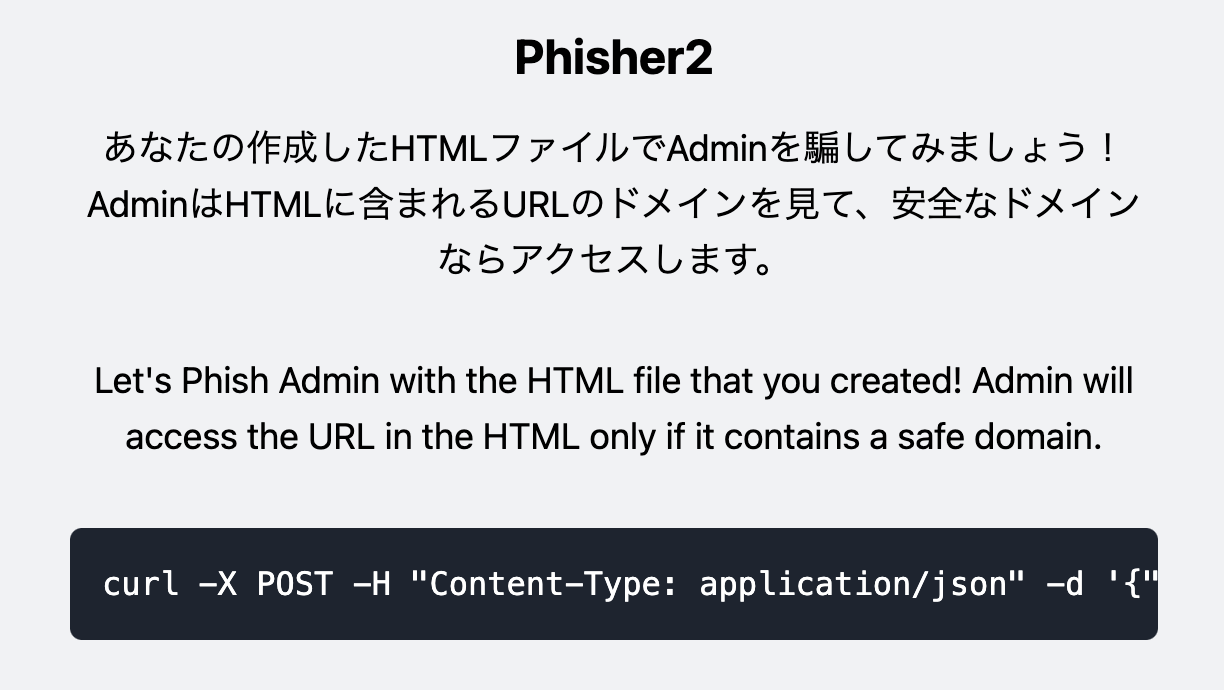 Phisher2
あなたの作成したHTMLファイルでAdminを騙してみましょう！
AdminはHTMLに含まれるURLのドメインを見て、安全なドメイン
ならアクセスします。
Let's Phish Admin with the HTML file that you created! Admin will
access the URL in the HTML only if it contains a safe domain.
curl -X POST -H "Content-Type: application/json" -d '{"